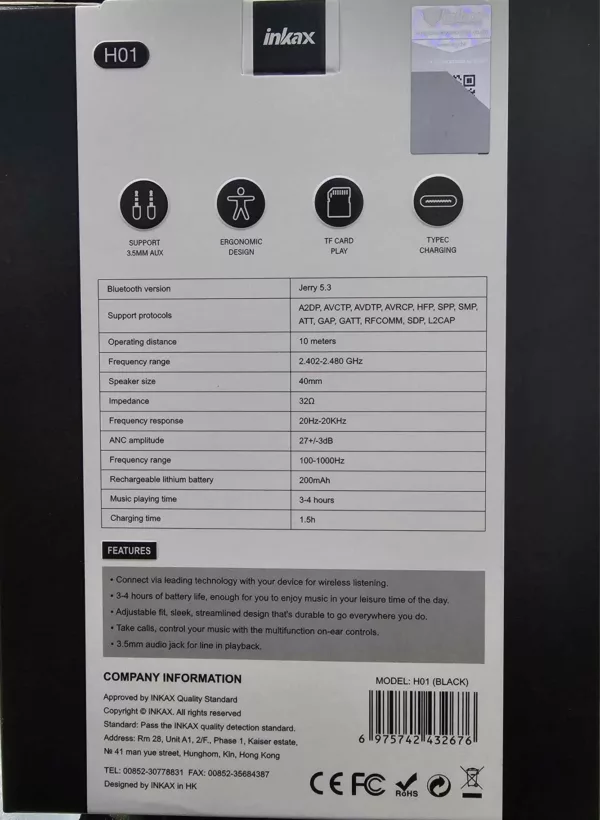 inkax
H01
SUPPORT
3.5MM AUX
ERGONOMIC
DESIGN
TF CARD
PLAY
TYPEC
CHARGING
Bluetooth version Jerry 5.3
Support protocols A2DP, AVCTP, AVDTP, AVRCP, HFP, SPP, SMP,
ATT, GAP, GATT, RFCOMM, SDP, L2CAP
Operating distance 10 meters
Frequency range 2.402-2.480 GHz
Speaker size 40mm
Impedance 32Ω
Frequency response 20Hz-20KHz
ANC amplitude 27+/-3dB
Frequency range 100-1000Hz
Rechargeable lithium battery 200mAh
Music playing time 3-4 hours
Charging time 1.5h
FEATURES
• Connect via leading technology with your device for wireless listening.
• 3-4 hours of battery life, enough for you to enjoy music in your leisure time of the day.
• Adjustable fit, sleek, streamlined design that's durable to go everywhere you do.
• Take calls, control your music with the multifunction on-ear controls.
• 3.5mm audio jack for line in playback.
COMPANY INFORMATION
Approved by INKAX Quality Standard
Copyright © INKAX. All rights reserved
Standard: Pass the INKAX quality detection standard.
Address: Rm 28, Unit A1, 2/F., Phase 1, Kaiser estate,
№ 41 man yue street, Hunghom, Kin, Hong Kong
TEL: 00852-30778831 FAX: 00852-35684387
Designed by INKAX in HK
MODEL: H01 (BLACK)
6 975742 432676
CE FC RoHS